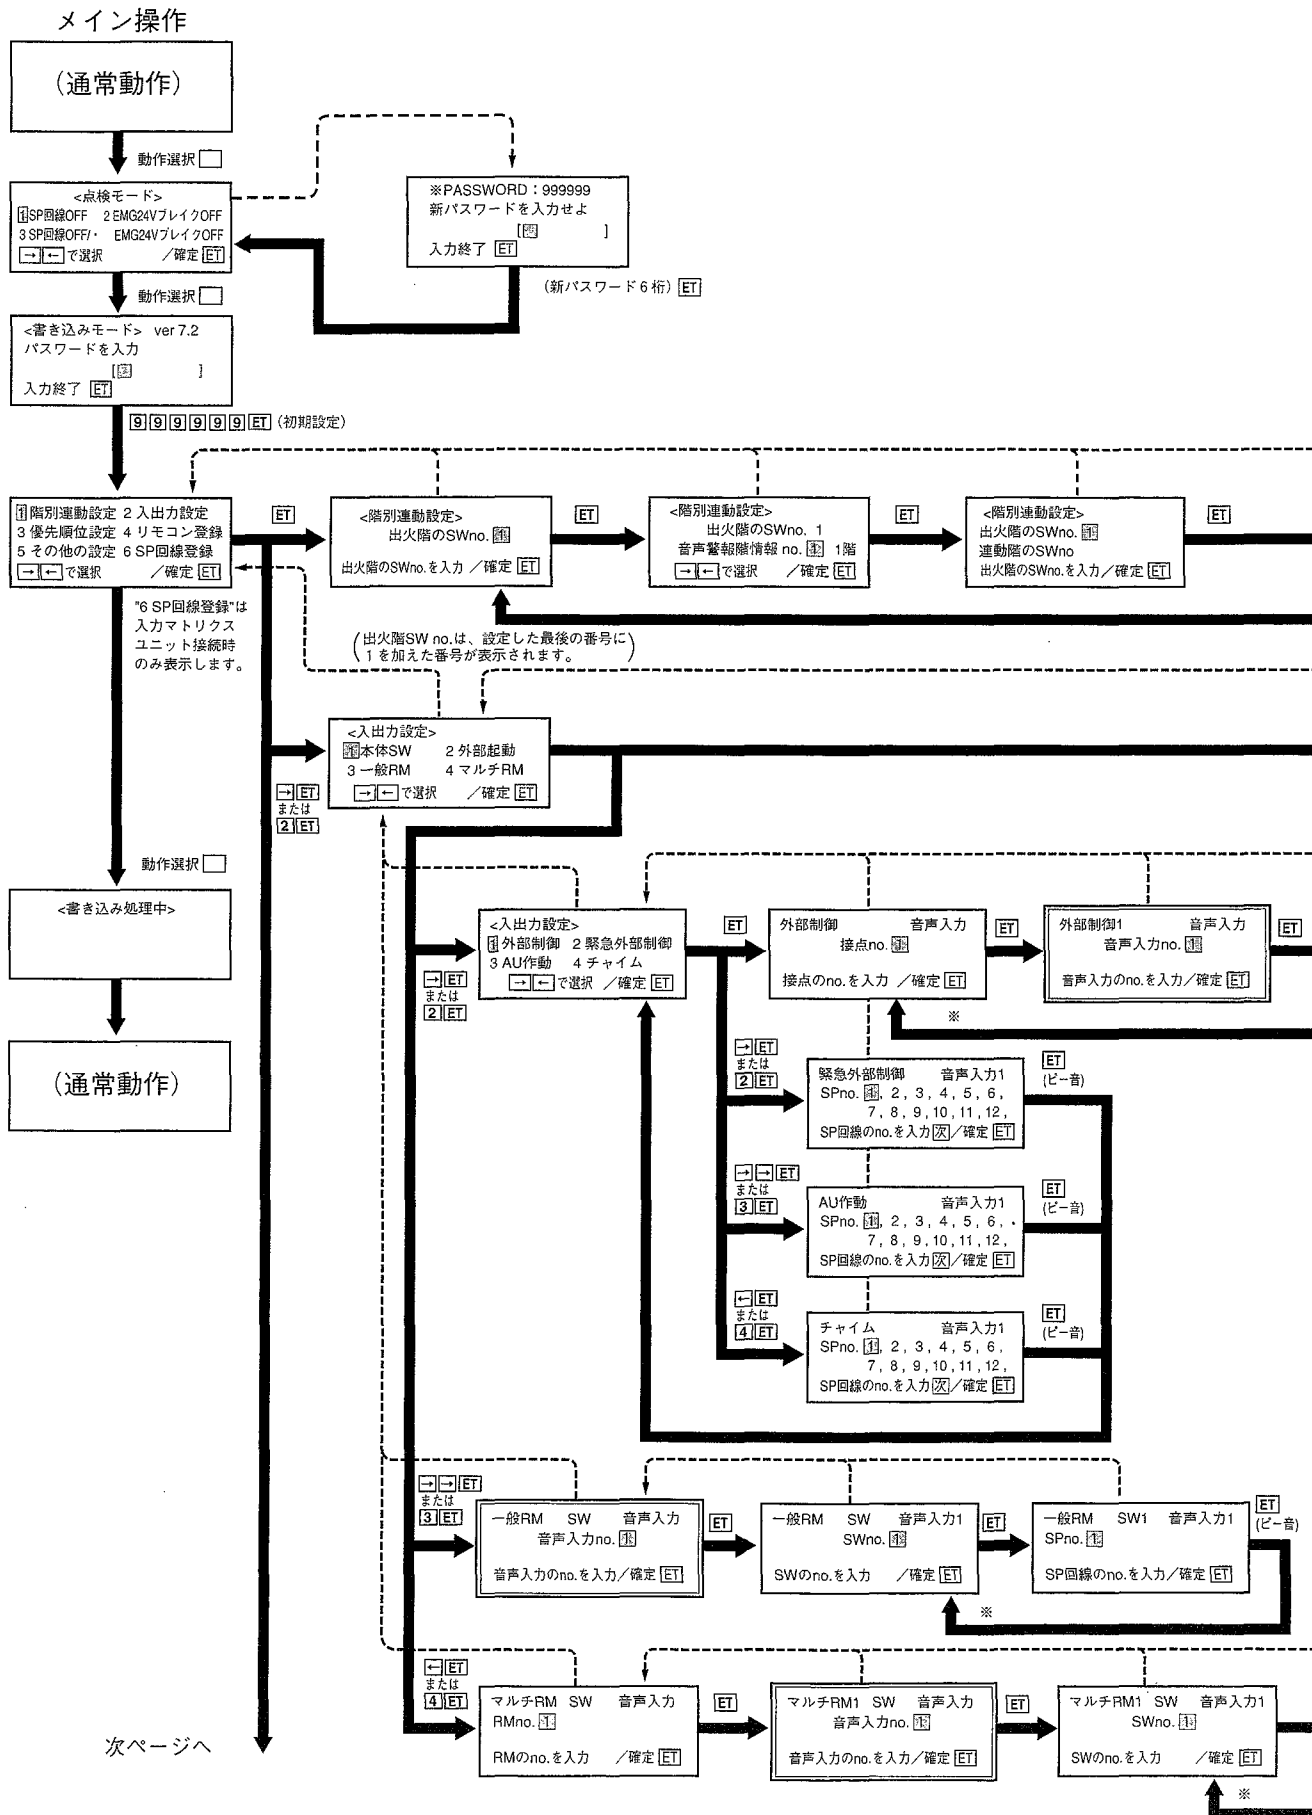 メイン操作
(通常動作)
動作選択
<点検モード>
1 SP回線OFF 2 EMG24VブレイクOFF
3 SP回線OFF/・ EMG24VブレイクOFF
→ ← で選択 /確定 ET
※PASSWORD:999999
新パスワードを入力せよ
[ ]
入力終了 ET
(新パスワード6桁) ET
動作選択
<書き込みモード> ver 7.2
パスワードを入力
[ ]
入力終了 ET
9 9 9 9 9 9 ET (初期設定)
1 階別連動設定 2 入出力設定
3 優先順位設定 4 リモコン登録
5 その他の設定 6 SP回線登録
→ ← で選択 /確定 ET
ET
<階別連動設定>
出火階のSWno. 1
出火階のSWno.を入力 /確定 ET
ET
<階別連動設定>
出火階のSWno. 1
音声警報階情報 no. 1階
→ ← で選択 /確定 ET
ET
<階別連動設定>
出火階のSWno. 1
連動階のSWno
出火階のSWno.を入力/確定 ET
"6 SP回線登録"は
入力マトリクス
ユニット接続時
のみ表示します。
(出火階SW no.は、設定した最後の番号に
1を加えた番号が表示されます。)
<入出力設定>
1 本体SW 2 外部起動
3 一般RM 4 マルチRM
→ ← で選択 /確定 ET
→ ET
または
2 ET
動作選択
<書き込み処理中>
(通常動作)
→ ET
または
2 ET
<入出力設定>
1 外部制御 2 緊急外部制御
3 AU作動 4 チャイム
→ ← で選択 /確定 ET
ET
外部制御 音声入力
接点no. 1
接点のno.を入力 /確定 ET
ET
外部制御1 音声入力
音声入力no. 1
音声入力のno.を入力/確定 ET
ET
※
→ ET
または
2 ET
緊急外部制御 音声入力1
SPno. 1, 2, 3, 4, 5, 6,
7, 8, 9, 10, 11, 12,
SP回線のno.を入力 次/確定 ET
ET
(ピー音)
→ → ET
または
3 ET
AU作動 音声入力1
SPno. 1, 2, 3, 4, 5, 6,
7, 8, 9, 10, 11, 12,
SP回線のno.を入力 次/確定 ET
ET
(ピー音)
← ET
または
4 ET
チャイム 音声入力1
SPno. 1, 2, 3, 4, 5, 6,
7, 8, 9, 10, 11, 12,
SP回線のno.を入力 次/確定 ET
ET
(ピー音)
→ → ET
または
3 ET
一般RM SW 音声入力
音声入力no. 1
音声入力のno.を入力/確定 ET
ET
一般RM SW 音声入力1
SWno. 1
SWのno.を入力 /確定 ET
ET
一般RM SW1 音声入力1
SPno. 1
SP回線のno.を入力/確定 ET
ET
(ピー音)
※
← ET
または
4 ET
マルチRM SW 音声入力
RMno. 1
RMのno.を入力 /確定 ET
ET
マルチRM1 SW 音声入力
音声入力no. 1
音声入力のno.を入力/確定 ET
ET
マルチRM1 SW 音声入力1
SWno. 1
SWのno.を入力 /確定 ET
※
次ページへ